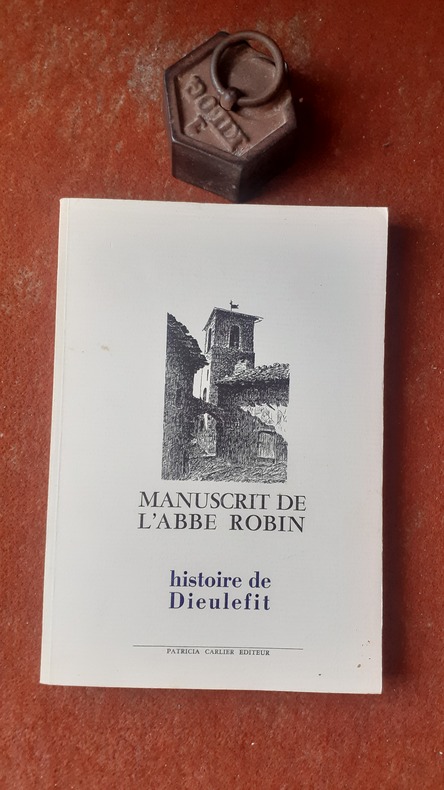 MANUSCRIT DE
L'ABBE ROBIN
histoire de
Dieulefit
PATRICIA CARLIER EDITEUR